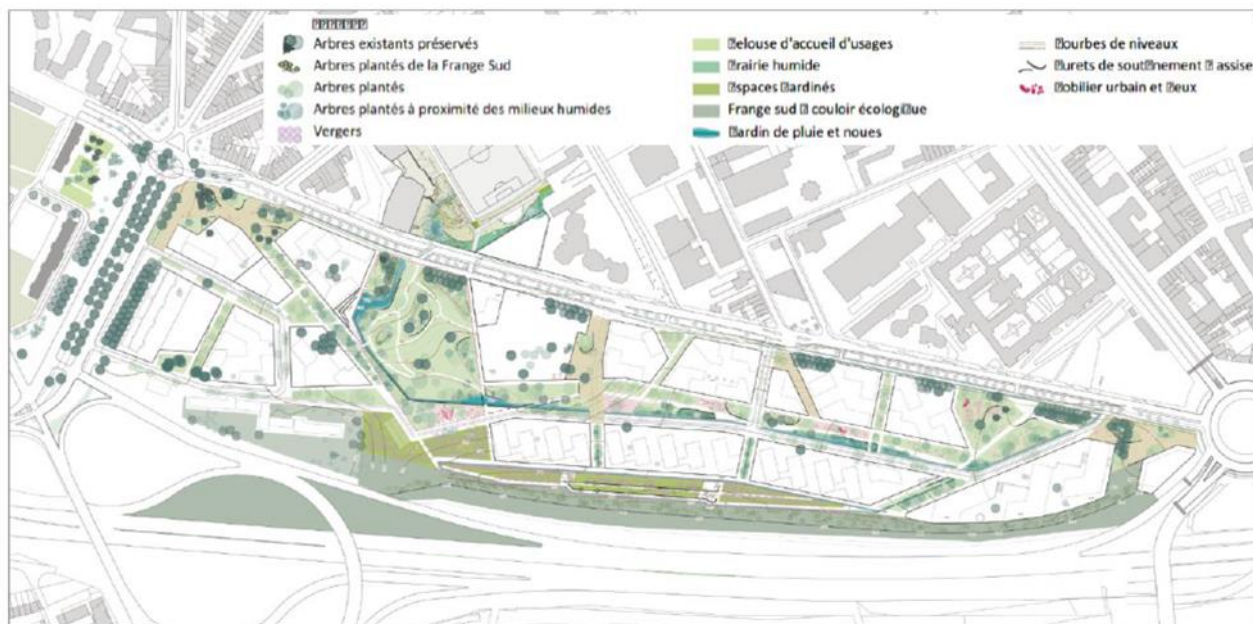 Arbres existants préservés
Arbres plantés de la Frange Sud
Arbres plantés
Arbres plantés à proximité des milieux humides
Vergers
⍰elouse d'accueil d'usages
⍰rairie humide
⍰spaces ⍰ardinés
Frange sud ⍰ couloir écolog⍰ue
⍰ardin de pluie et noues
⍰ourbes de niveaux
⍰urets de sout⍰nement ⍰ assise
⍰obilier urbain et ⍰eux